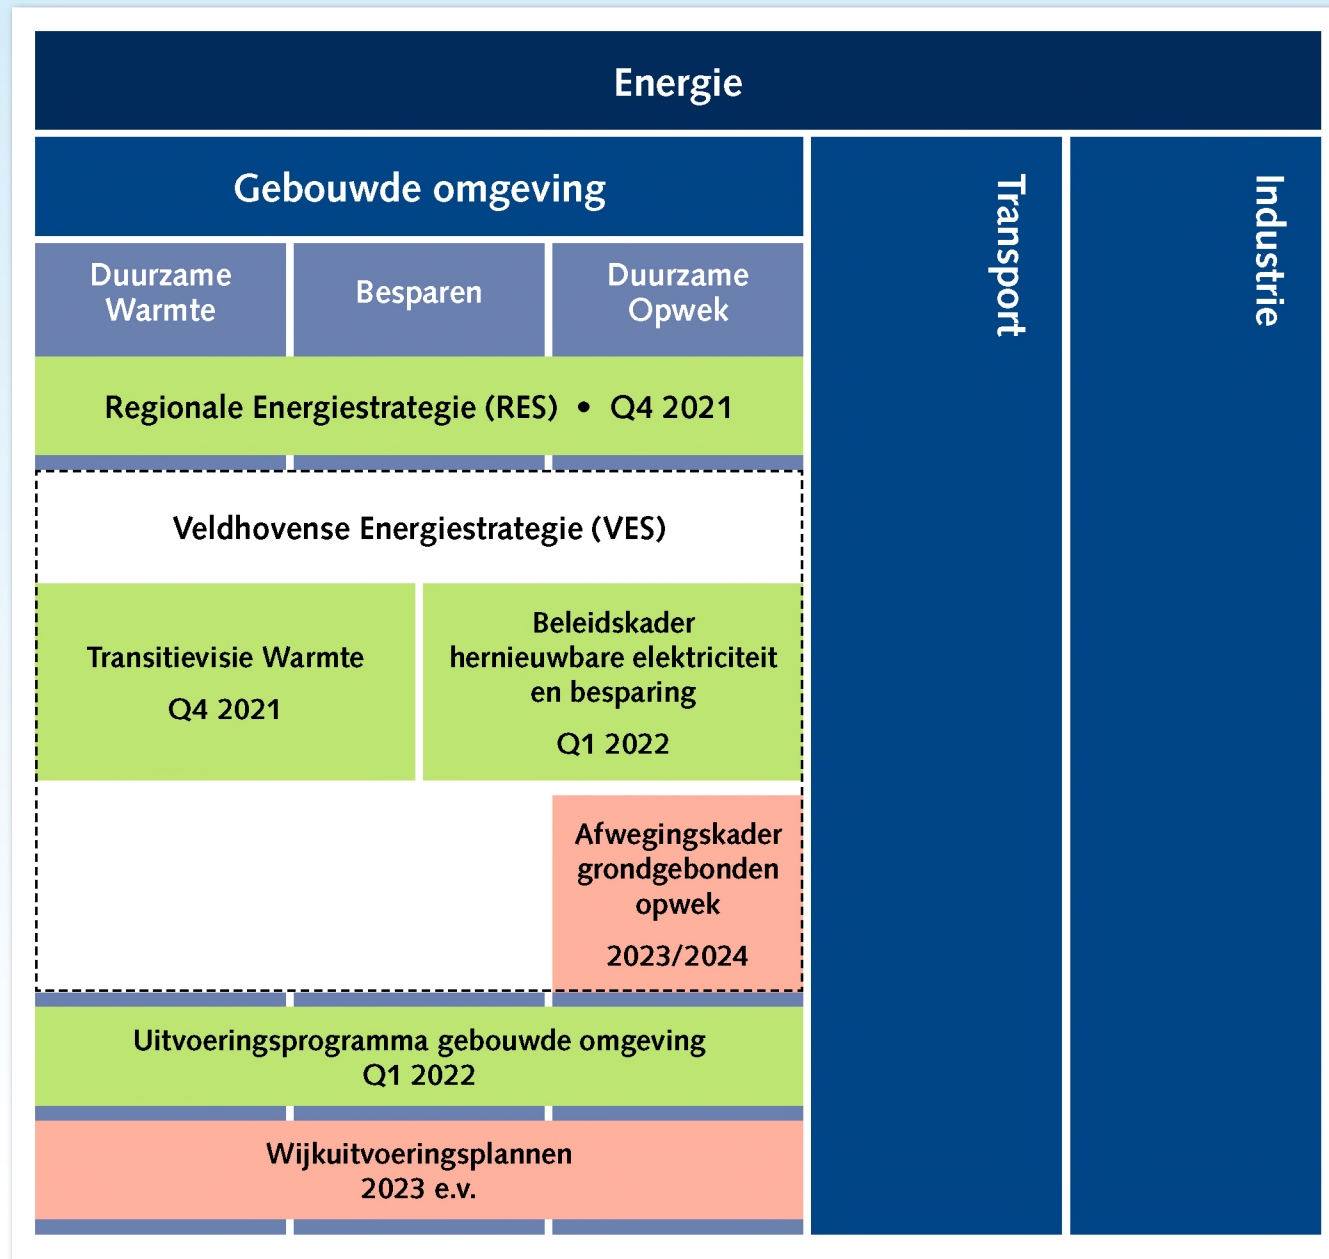 Energie
Gebouwde omgeving
Transport
Industrie
Duurzame
Warmte
Besparen
Duurzame
Opwek
Regionale Energiestrategie (RES) • Q4 2021
Veldhovense Energiestrategie (VES)
Transitievisie Warmte
Q4 2021
Beleidskader
hernieuwbare elektriciteit
en besparing
Q1 2022
Afwegingskader
grondgebonden
opwek
2023/2024
Uitvoeringsprogramma gebouwde omgeving
Q1 2022
Wijkuitvoeringsplannen
2023 e.v.